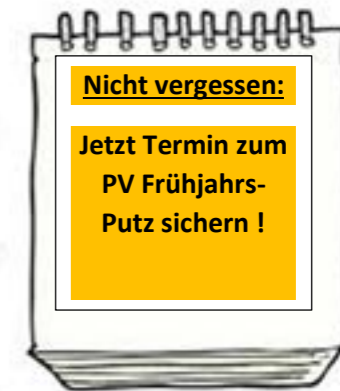 Nicht vergessen:
Jetzt Termin zum
PV Frühjahrs-
Putz sichern !